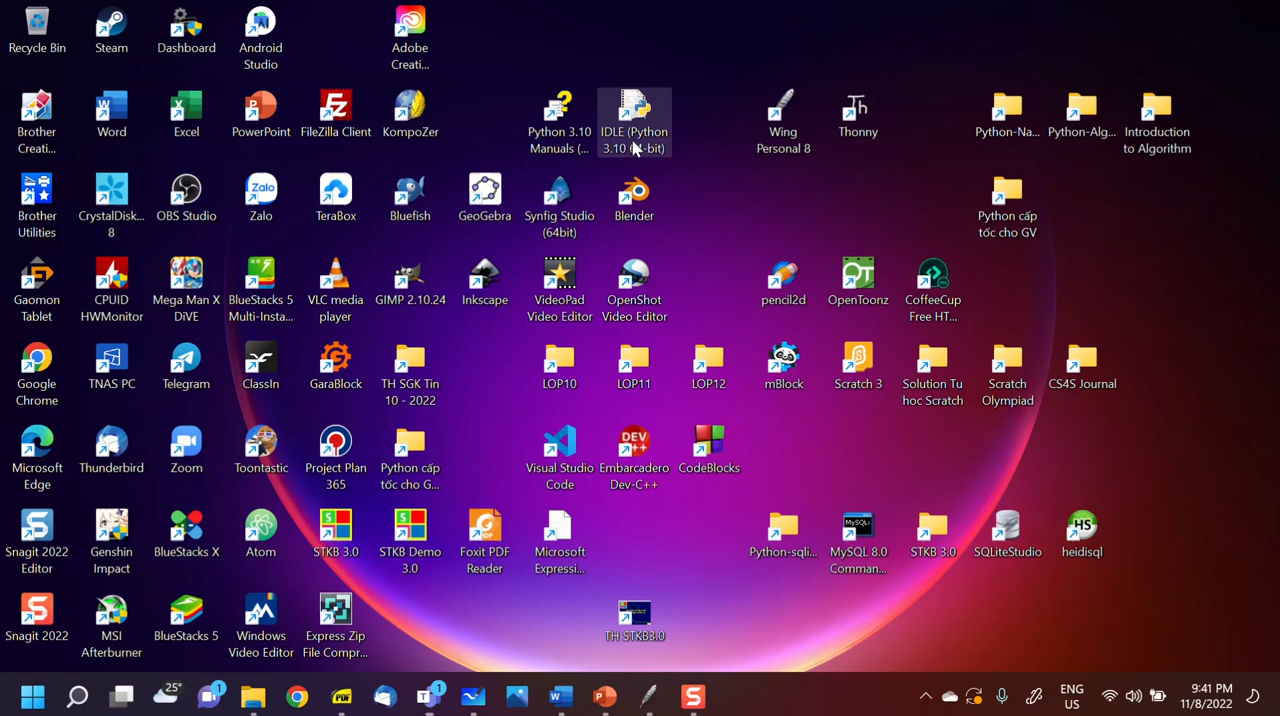 Recycle Bin
Steam
Dashboard
Android
Studio
Adobe
Creati...
Brother
Creati...
Word
Excel
PowerPoint
FileZilla Client
KompoZer
Python 3.10
Manuals (...
IDLE (Python
3.10 64-bit)
Wing
Personal 8
Thonny
Python-Na...
Python-Alg...
Introduction
to Algorithm
Brother
Utilities
CrystalDisk...
8
OBS Studio
Zalo
TeraBox
Bluefish
GeoGebra
Synfig Studio
(64bit)
Blender
Python cấp
tốc cho GV
Gaomon
Tablet
CPUID
HWMonitor
Mega Man X
DiVE
BlueStacks 5
Multi-Insta...
VLC media
player
GIMP 2.10.24
Inkscape
VideoPad
Video Editor
OpenShot
Video Editor
pencil2d
OpenToonz
CoffeeCup
Free HT...
Google
Chrome
TNAS PC
Telegram
ClassIn
GaraBlock
TH SGK Tin
10 - 2022
LOP10
LOP11
LOP12
mBlock
Scratch 3
Solution Tu
hoc Scratch
Scratch
Olympiad
CS4S Journal
Microsoft
Edge
Thunderbird
Zoom
Toontastic
Project Plan
365
Python cấp
tốc cho G...
Visual Studio
Code
DEV
Embarcadero
Dev-C++
CodeBlocks
Snagit 2022
Editor
Genshin
Impact
BlueStacks X
Atom
STKB 3.0
STKB Demo
3.0
Foxit PDF
Reader
Microsoft
Expressi...
Python-sqli...
MySQL 8.0
Comman...
STKB 3.0
SQLiteStudio
heidisql
Snagit 2022
MSI
Afterburner
BlueStacks 5
Windows
Video Editor
Express Zip
File Compr...
TH STKB3.0
25°
1
PDF
1
ENG
US
9:41 PM
11/8/2022